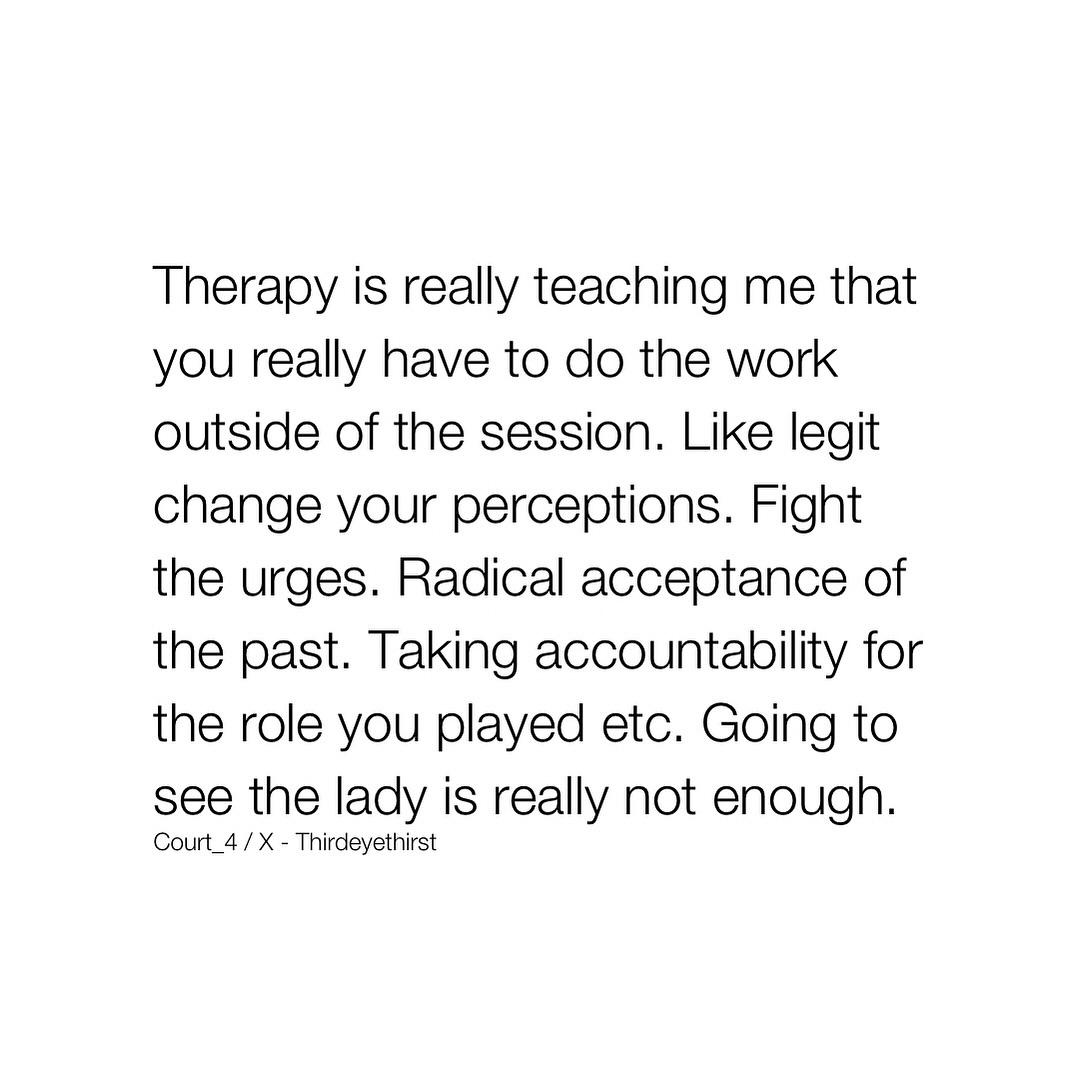 Therapy is really teaching me that
you really have to do the work
outside of the session. Like legit
change your perceptions. Fight
the urges. Radical acceptance of
the past. Taking accountability for
the role you played etc. Going to
see the lady is really not enough.
Court_4 / X - Thirdeyethirst